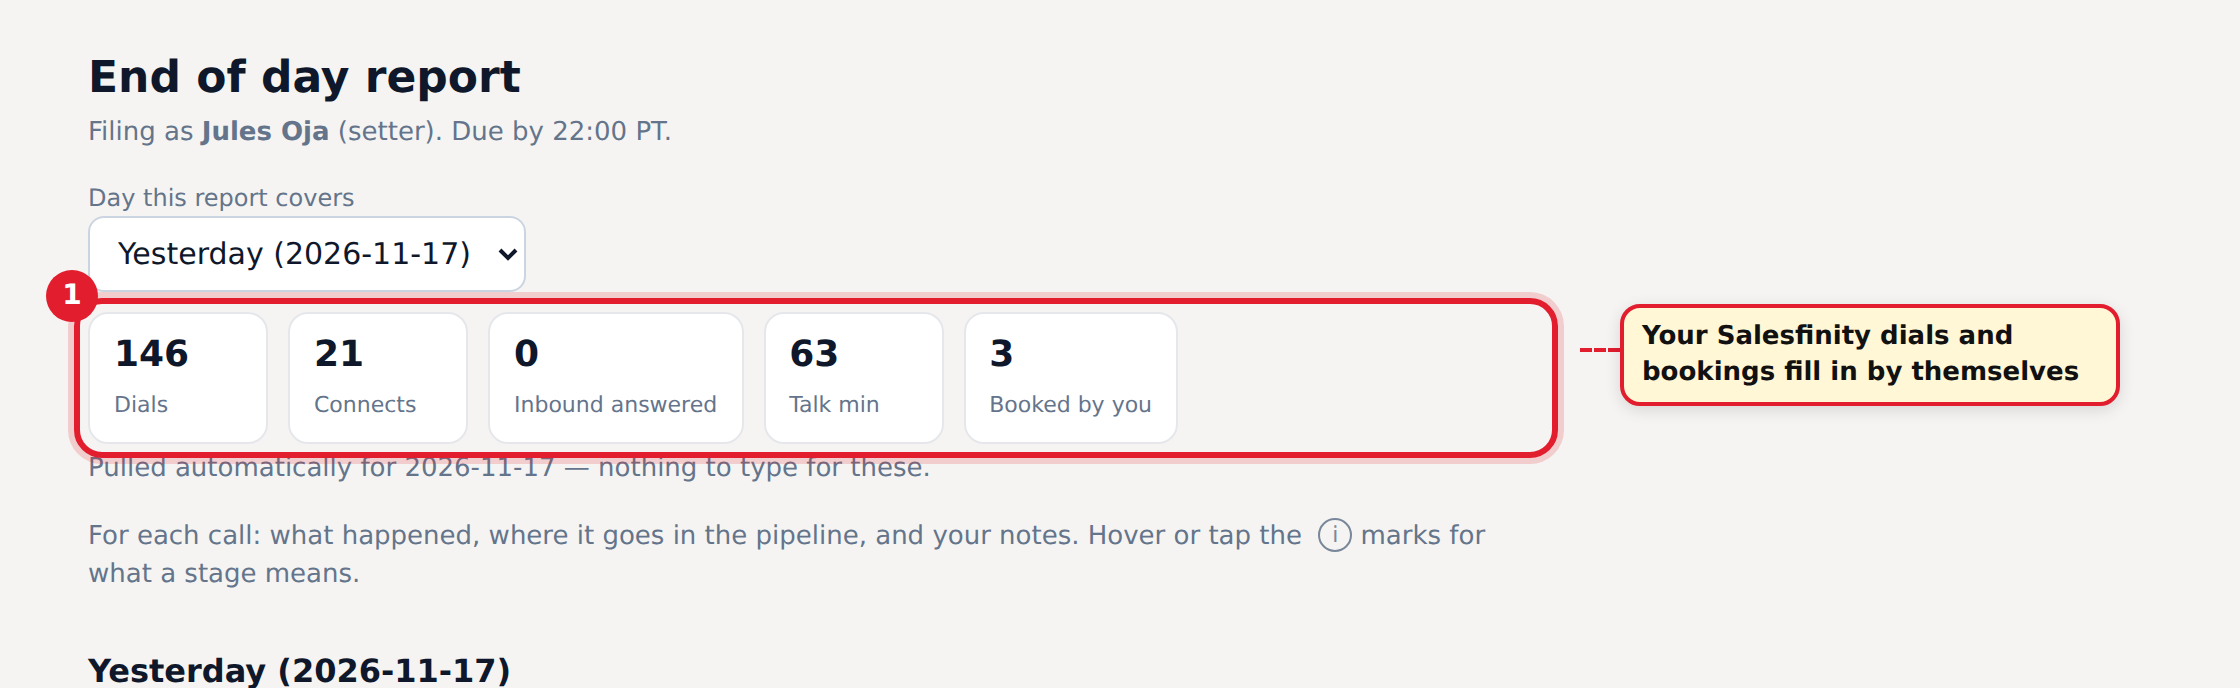 End of day report
Filing as Jules Oja (setter). Due by 22:00 PT.
Day this report covers
Yesterday (2026-11-17)
1
146
Dials
21
Connects
0
Inbound answered
63
Talk min
3
Booked by you
Your Salesfinity dials and
bookings fill in by themselves
Pulled automatically for 2026-11-17 — nothing to type for these.
For each call: what happened, where it goes in the pipeline, and your notes. Hover or tap the i marks for
what a stage means.
Yesterday (2026-11-17)